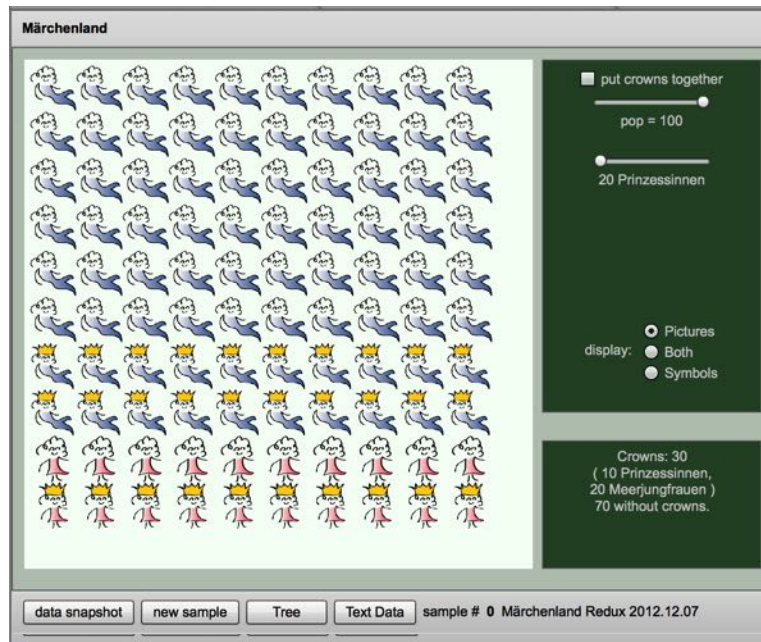 Märchenland
put crowns together
pop = 100
20 Prinzessinnen
display:
Pictures
Both
Symbols
Crowns: 30
( 10 Prinzessinnen,
20 Meerjungfrauen )
70 without crowns.
data snapshot
new sample
Tree
Text Data
sample # 0 Märchenland Redux 2012.12.07